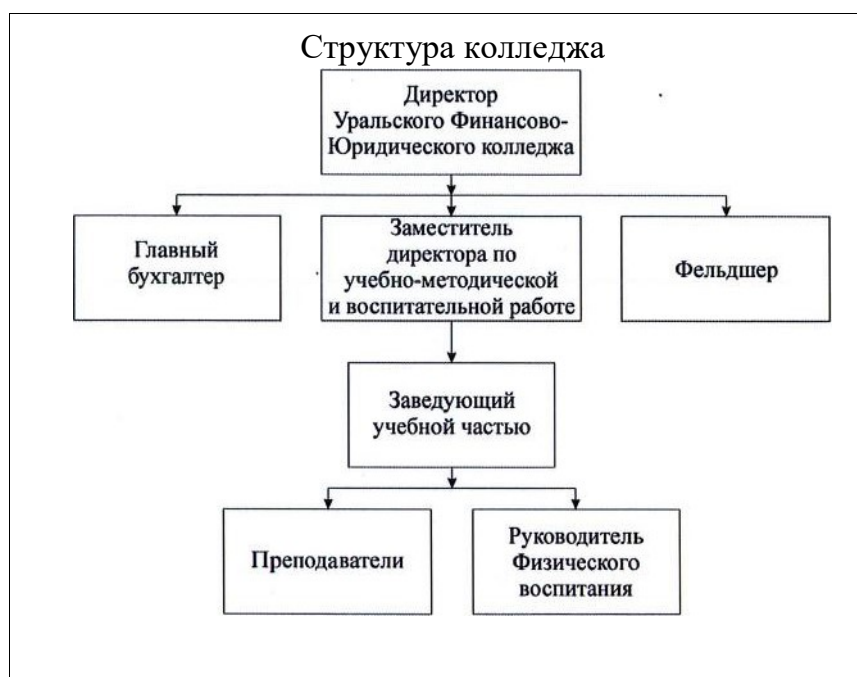 Структура колледжа
Директор
Уральского Финансово-
Юридического колледжа
Главный
бухгалтер
Заместитель
директора по
учебно-методической
и воспитательной работе
Фельдшер
Заведующий
учебной частью
Преподаватели
Руководитель
Физического
воспитания